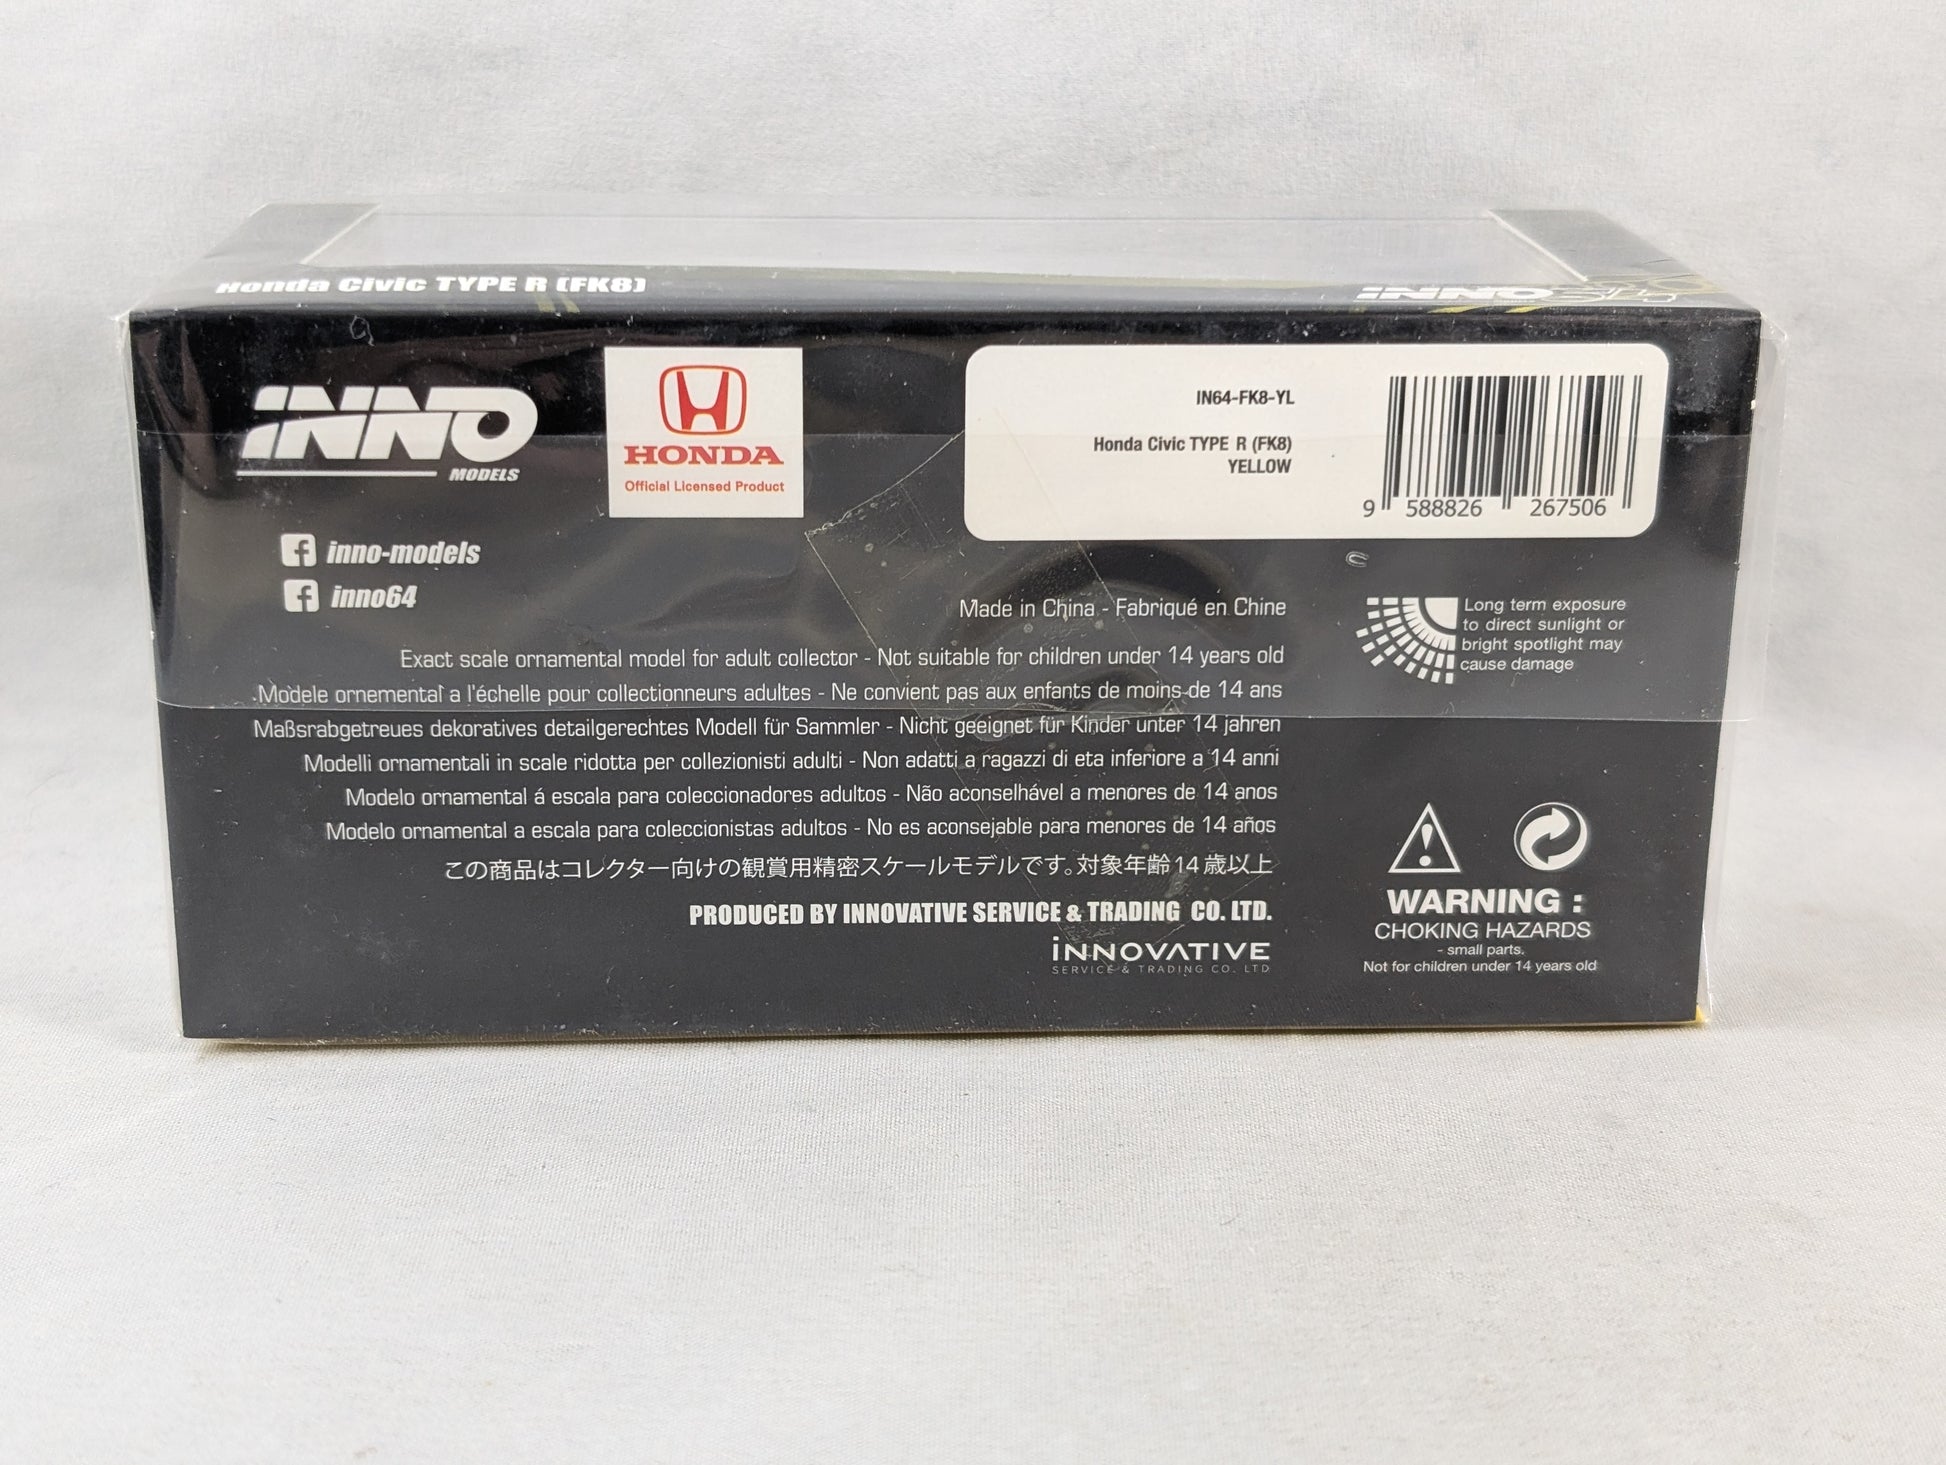 Honda Civic TYPE R (FK8)
INNO64
INNO
MODELS
HONDA
Official Licensed Product
IN64-FK8-YL
Honda Civic TYPE R (FK8)
YELLOW
9 588826 267506
inno-models
inno64
Made in China - Fabriqué en Chine
Long term exposure
to direct sunlight or
bright spotlight may
cause damage
Exact scale ornamental model for adult collector - Not suitable for children under 14 years old
Modele ornemental a l'échelle pour collectionneurs adultes - Ne convient pas aux enfants de moins de 14 ans
Maßsrabgetreues dekoratives detailgerechtes Modell für Sammler - Nicht geeignet für Kinder unter 14 jahren
Modelli ornamentali in scale ridotta per collezionisti adulti - Non adatti a ragazzi di eta inferiore a 14 anni
Modelo ornamental á escala para coleccionadores adultos - Não aconselhável a menores de 14 anos
Modelo ornamental a escala para coleccionistas adultos - No es aconsejable para menores de 14 años
この商品はコレクター向けの観賞用精密スケールモデルです。対象年齢14歳以上
PRODUCED BY INNOVATIVE SERVICE & TRADING CO. LTD.
iNNOVATIVE
SERVICE & TRADING CO. LTD
WARNING :
CHOKING HAZARDS
- small parts.
Not for children under 14 years old